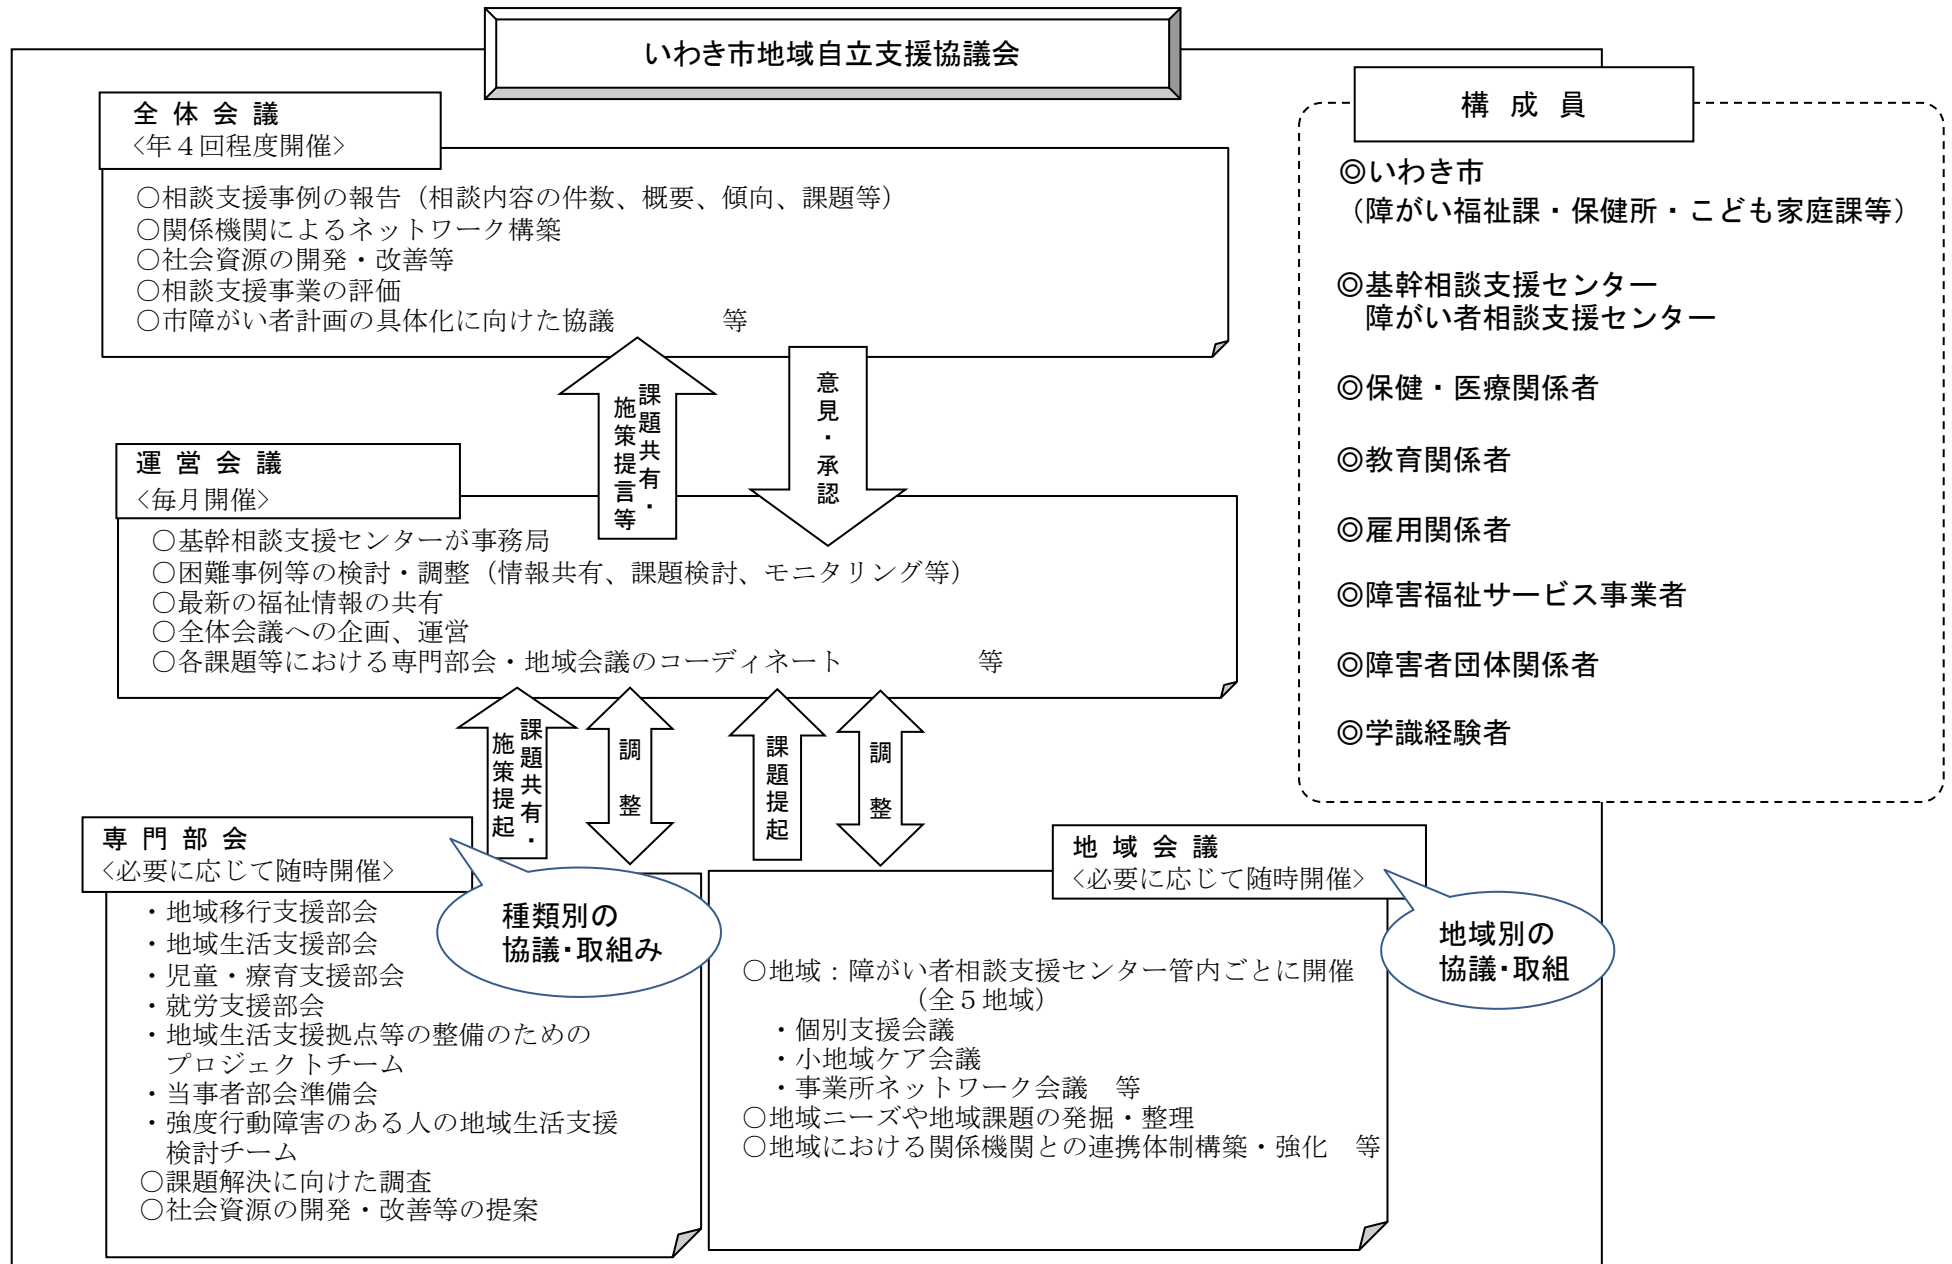 いわき市地域自立支援協議会
全体会議
<年４回程度開催>
〇相談支援事例の報告（相談内容の件数、概要、傾向、課題等）
〇関係機関によるネットワーク構築
〇社会資源の開発・改善等
〇相談支援事業の評価
〇市障がい者計画の具体化に向けた協議　　　　等
課題共有・
施策提言等
意見・承認
運営会議
<毎月開催>
〇基幹相談支援センターが事務局
〇困難事例等の検討・調整（情報共有、課題検討、モニタリング等）
〇最新の福祉情報の共有
〇全体会議への企画、運営
〇各課題等における専門部会・地域会議のコーディネート　　　　　等
課題共有・
施策提起
調整
課題提起
調整
専門部会
<必要に応じて随時開催>
・地域移行支援部会
・地域生活支援部会
・児童・療育支援部会
・就労支援部会
・地域生活支援拠点等の整備のための
プロジェクトチーム
・当事者部会準備会
・強度行動障害のある人の地域生活支援
検討チーム
〇課題解決に向けた調査
〇社会資源の開発・改善等の提案
種類別の
協議・取組み
地域会議
<必要に応じて随時開催>
〇地域：障がい者相談支援センター管内ごとに開催
（全５地域）
・個別支援会議
・小地域ケア会議
・事業所ネットワーク会議　等
〇地域ニーズや地域課題の発掘・整理
〇地域における関係機関との連携体制構築・強化　等
地域別の
協議・取組
構成員
◎いわき市
（障がい福祉課・保健所・こども家庭課等）
◎基幹相談支援センター
障がい者相談支援センター
◎保健・医療関係者
◎教育関係者
◎雇用関係者
◎障害福祉サービス事業者
◎障害者団体関係者
◎学識経験者